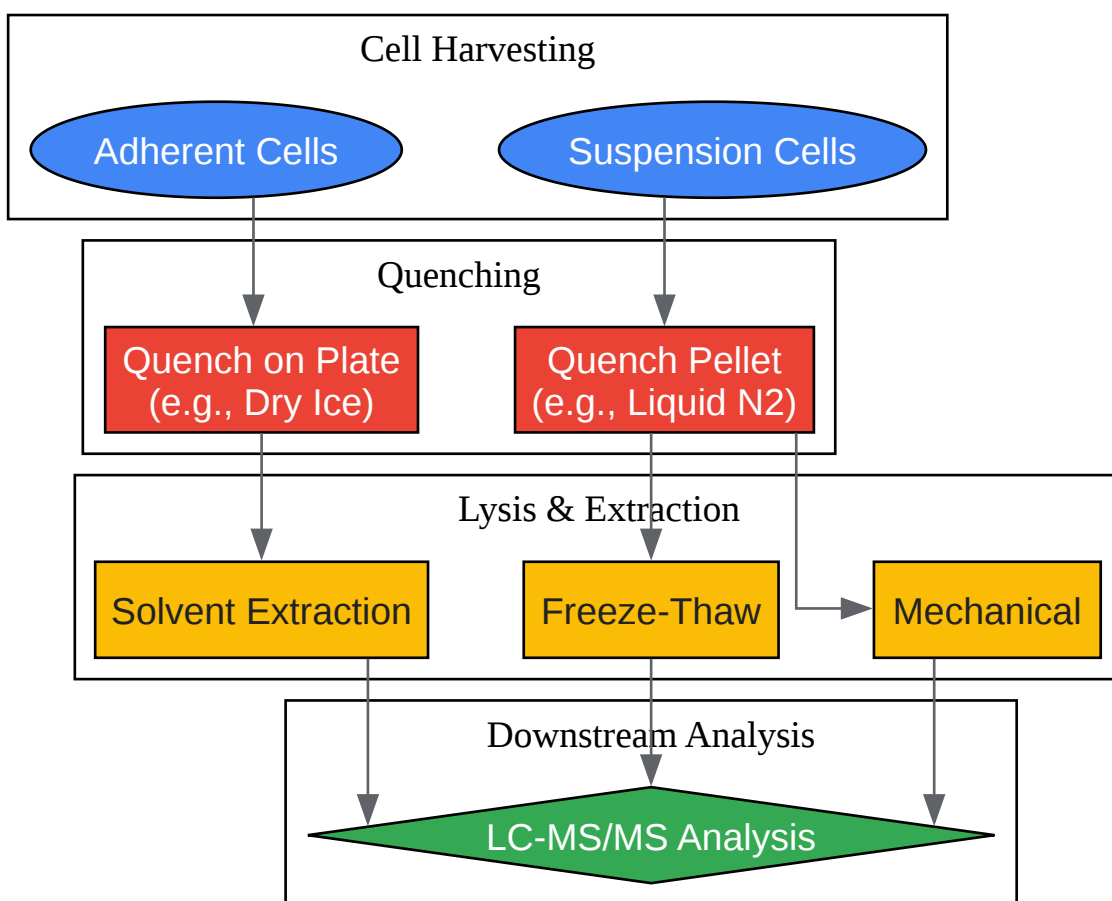 Cell Harvesting
Adherent Cells
Suspension Cells
Quenching
Quench on Plate
(e.g., Dry Ice)
Quench Pellet
(e.g., Liquid N2)
Lysis & Extraction
Solvent Extraction
Freeze-Thaw
Mechanical
Downstream Analysis
LC-MS/MS Analysis